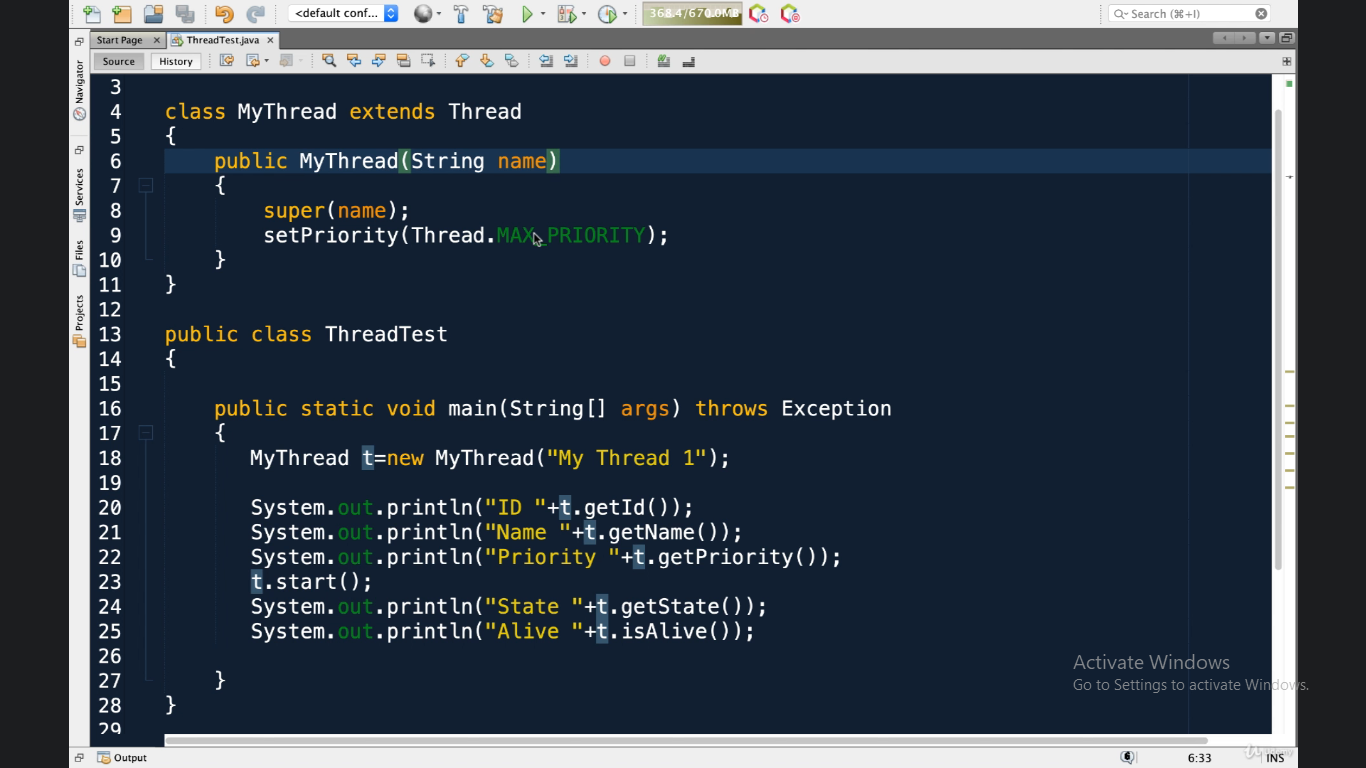 <default conf...
368.4/670.0MB
Search (⌘+I)
Start Page
ThreadTest.java
Source
History
Navigator
Services
Files
Projects
3
4 class MyThread extends Thread
5 {
6 public MyThread(String name)
7 {
8 super(name);
9 setPriority(Thread.MAX_PRIORITY);
10 }
11 }
12
13 public class ThreadTest
14 {
15
16 public static void main(String[] args) throws Exception
17 {
18 MyThread t=new MyThread("My Thread 1");
19
20 System.out.println("ID "+t.getId());
21 System.out.println("Name "+t.getName());
22 System.out.println("Priority "+t.getPriority());
23 t.start();
24 System.out.println("State "+t.getState());
25 System.out.println("Alive "+t.isAlive());
26
27 }
28 }
29
Activate Windows
Go to Settings to activate Windows.
Output
6
6:33
INS